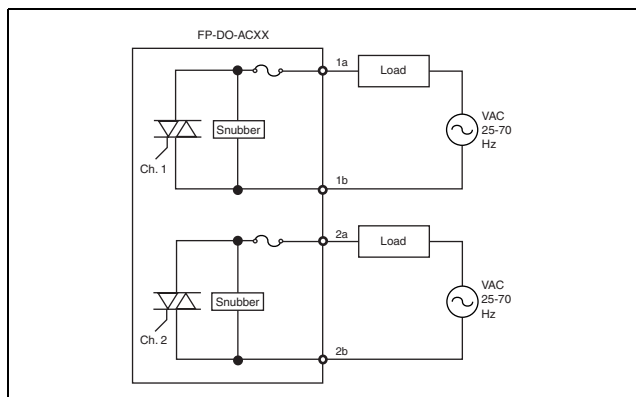 FP-DO-ACXX
1a
Load
Snubber
VAC
25-70
Hz
Ch. 1
1b
2a
Load
Snubber
VAC
25-70
Hz
Ch. 2
2b